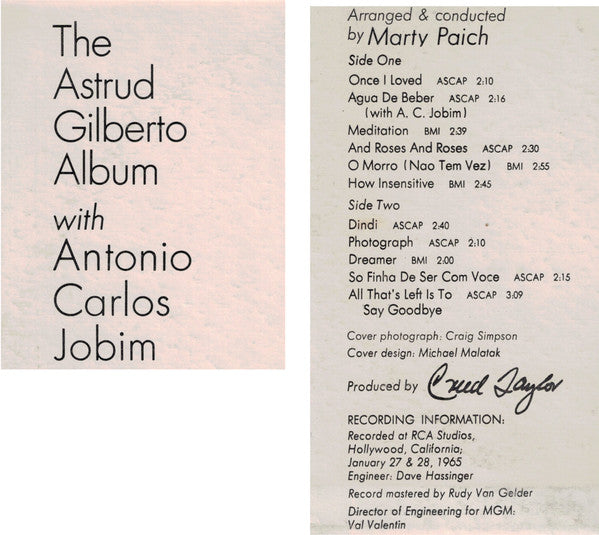 The
Astrud
Gilberto
Album
with
Antonio
Carlos
Jobim
Arranged & conducted
by Marty Paich
Side One
Once I Loved ASCAP 2:10
Agua De Beber ASCAP 2:16
(with A. C. Jobim)
Meditation BMI 2:39
And Roses And Roses ASCAP 2:30
O Morro (Nao Tem Vez) BMI 2:55
How Insensitive BMI 2:45
Side Two
Dindi ASCAP 2:40
Photograph ASCAP 2:10
Dreamer BMI 2:00
So Finha De Ser Com Voce ASCAP 2:15
All That's Left Is To ASCAP 3:09
Say Goodbye
Cover photograph: Craig Simpson
Cover design: Michael Malatak
Produced by Creed Taylor
RECORDING INFORMATION:
Recorded at RCA Studios,
Hollywood, California;
January 27 & 28, 1965
Engineer: Dave Hassinger
Record mastered by Rudy Van Gelder
Director of Engineering for MGM:
Val Valentin